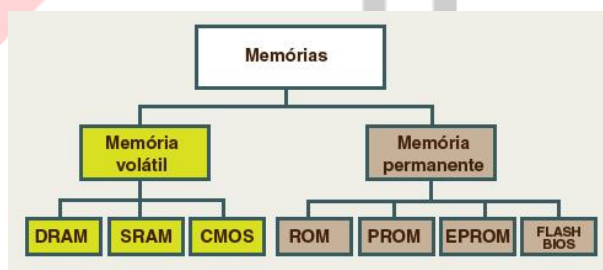 Memórias
Memória
volátil
Memória
permanente
DRAM
SRAM
CMOS
ROM
PROM
EPROM
FLASH
BIOS